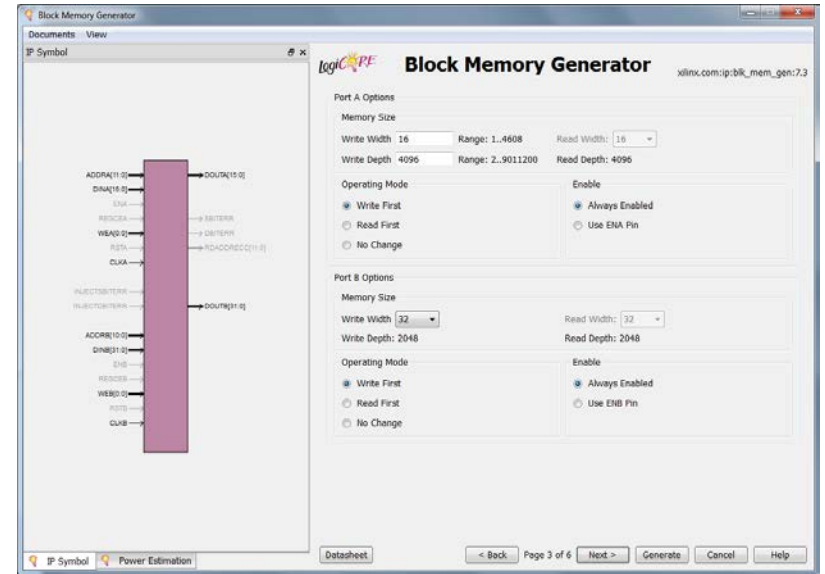 Block Memory Generator
Documents View
IP Symbol
logiCORE
Block Memory Generator
xilinx.com:ip:blk_mem_gen:7.3
Port A Options
Memory Size
Write Width 16 Range: 1..4608 Read Width: 16
Write Depth 4096 Range: 2..9011200 Read Depth: 4096
Operating Mode Enable
Write First Always Enabled
Read First Use ENA Pin
No Change
Port B Options
Memory Size
Write Width 32 Read Width: 32
Write Depth: 2048 Read Depth: 2048
Operating Mode Enable
Write First Always Enabled
Read First Use ENB Pin
No Change
ADDRA[11:0] DOUTA[15:0]
DINA[15:0]
ENA
REGCEA SBITERR
WEA[0:0] DBITERR
RSTA RDADDRECC[11:0]
CLKA
INJECTSBITERR
INJECTDBITERR DOUTB[31:0]
ADDRB[10:0]
DINB[31:0]
ENB
REGCEB
WEB[0:0]
RSTB
CLKB
IP Symbol Power Estimation
Datasheet < Back Page 3 of 6 Next > Generate Cancel Help